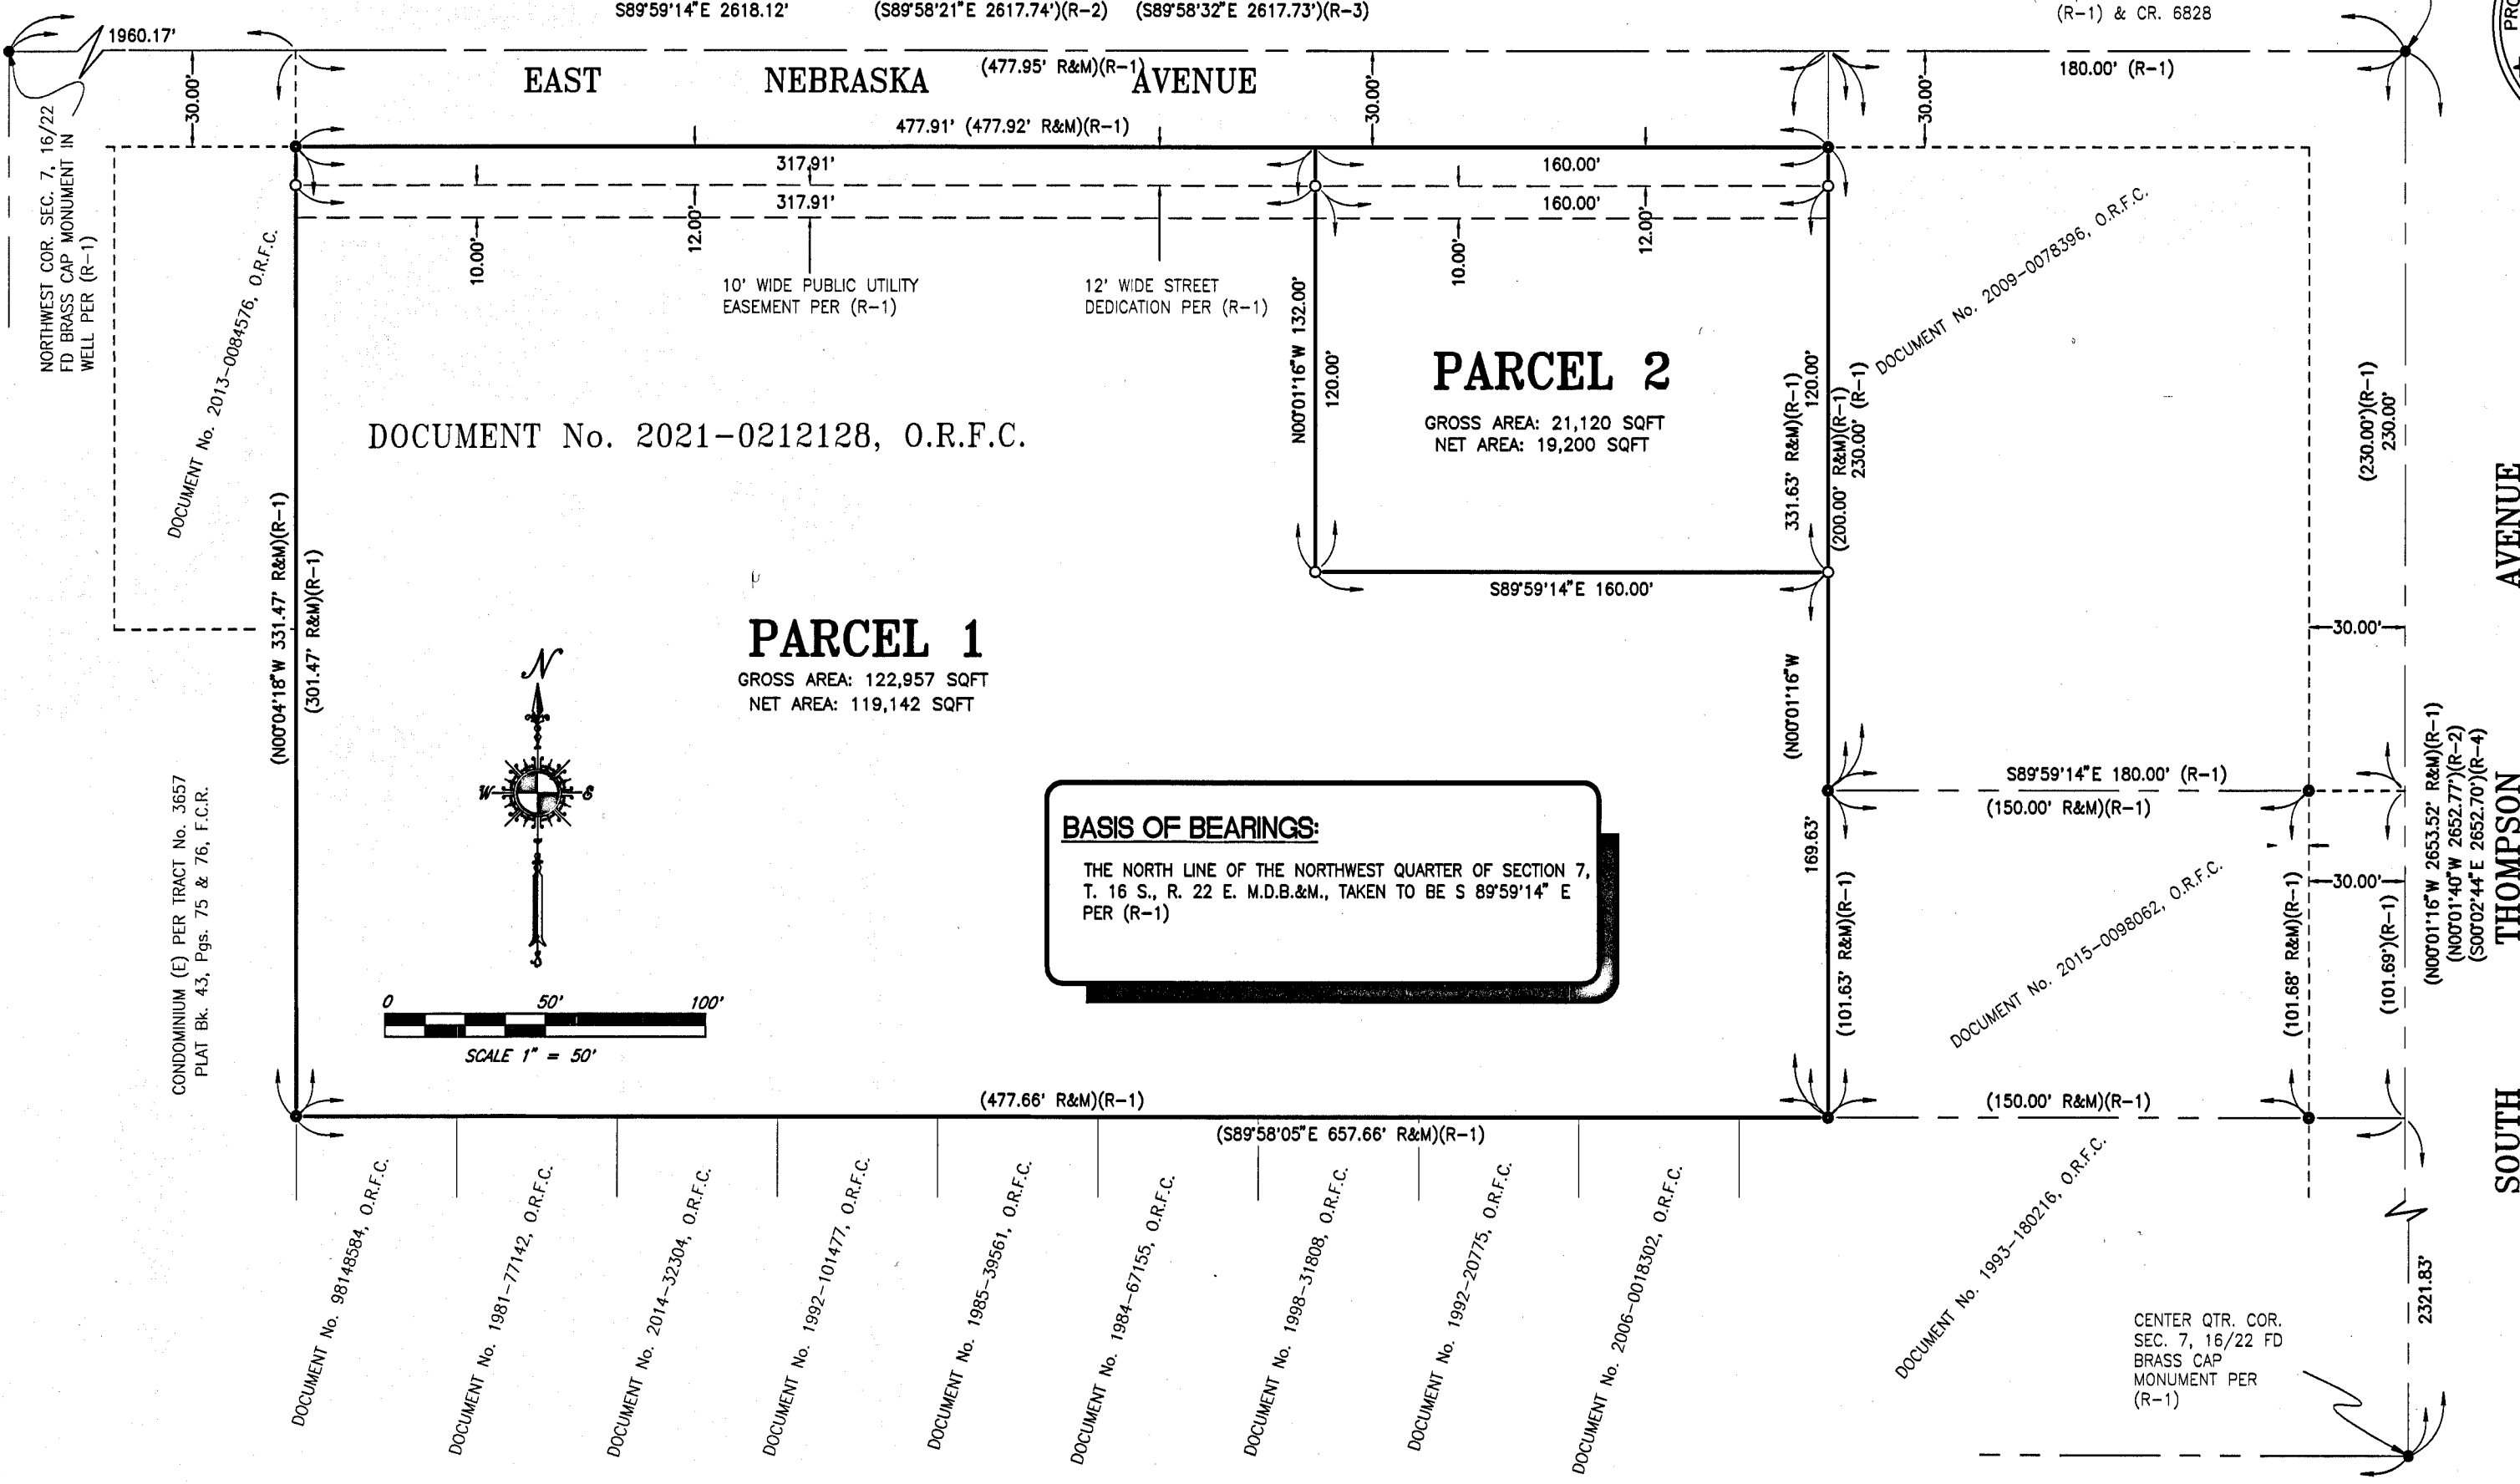 S89°59'14"E 2618.12' (S89°58'21"E 2617.74')(R-2) (S89°58'32"E 2617.73')(R-3)
(R-1) & CR. 6828
PRO
1960.17'
(477.95' R&M)(R-1)
180.00' (R-1)
EAST NEBRASKA AVENUE
30.00'
30.00'
30.00'
477.91' (477.92' R&M)(R-1)
317.91'
160.00'
317.91'
160.00'
10.00'
12.00'
10.00'
12.00'
NORTHWEST COR. SEC. 7, 16/22
FD BRASS CAP MONUMENT IN
WELL PER (R-1)
DOCUMENT No. 2013-0084576, O.R.F.C.
10' WIDE PUBLIC UTILITY
EASEMENT PER (R-1)
12' WIDE STREET
DEDICATION PER (R-1)
N00°01'16"W 132.00'
120.00'
PARCEL 2
GROSS AREA: 21,120 SQFT
NET AREA: 19,200 SQFT
331.63' R&M)(R-1)
120.00'
(200.00' R&M)(R-1)
230.00' (R-1)
DOCUMENT No. 2009-0078396, O.R.F.C.
(230.00')(R-1)
230.00'
DOCUMENT No. 2021-0212128, O.R.F.C.
(N00°04'18"W 331.47' R&M)(R-1)
(301.47' R&M)(R-1)
S89°59'14"E 160.00'
30.00'
PARCEL 1
GROSS AREA: 122,957 SQFT
NET AREA: 119,142 SQFT
N
W
S
(N00°01'16"W
169.63'
(101.63' R&M)(R-1)
S89°59'14"E 180.00' (R-1)
(150.00' R&M)(R-1)
30.00'
(101.68' R&M)(R-1)
(101.69')(R-1)
(N00°01'16"W 2653.52' R&M)(R-1)
(N00°01'40"W 2652.77')(R-2)
(S00°02'44"E 2652.70')(R-4)
SOUTH THOMPSON AVENUE
DOCUMENT No. 2015-0098062, O.R.F.C.
CONDOMINIUM (E) PER TRACT No. 3657
PLAT Bk. 43, Pgs. 75 & 76, F.C.R.
BASIS OF BEARINGS:
THE NORTH LINE OF THE NORTHWEST QUARTER OF SECTION 7,
T. 16 S., R. 22 E. M.D.B.&M., TAKEN TO BE S 89°59'14" E
PER (R-1)
0 50' 100'
SCALE 1" = 50'
(477.66' R&M)(R-1)
(150.00' R&M)(R-1)
(S89°58'05"E 657.66' R&M)(R-1)
DOCUMENT No. 98148584, O.R.F.C.
DOCUMENT No. 1981-77142, O.R.F.C.
DOCUMENT No. 2014-32304, O.R.F.C.
DOCUMENT No. 1992-101477, O.R.F.C.
DOCUMENT No. 1985-39561, O.R.F.C.
DOCUMENT No. 1984-67155, O.R.F.C.
DOCUMENT No. 1998-31808, O.R.F.C.
DOCUMENT No. 1992-20775, O.R.F.C.
DOCUMENT No. 2006-0018302, O.R.F.C.
DOCUMENT No. 1993-180216, O.R.F.C.
2321.83'
CENTER QTR. COR.
SEC. 7, 16/22 FD
BRASS CAP
MONUMENT PER
(R-1)